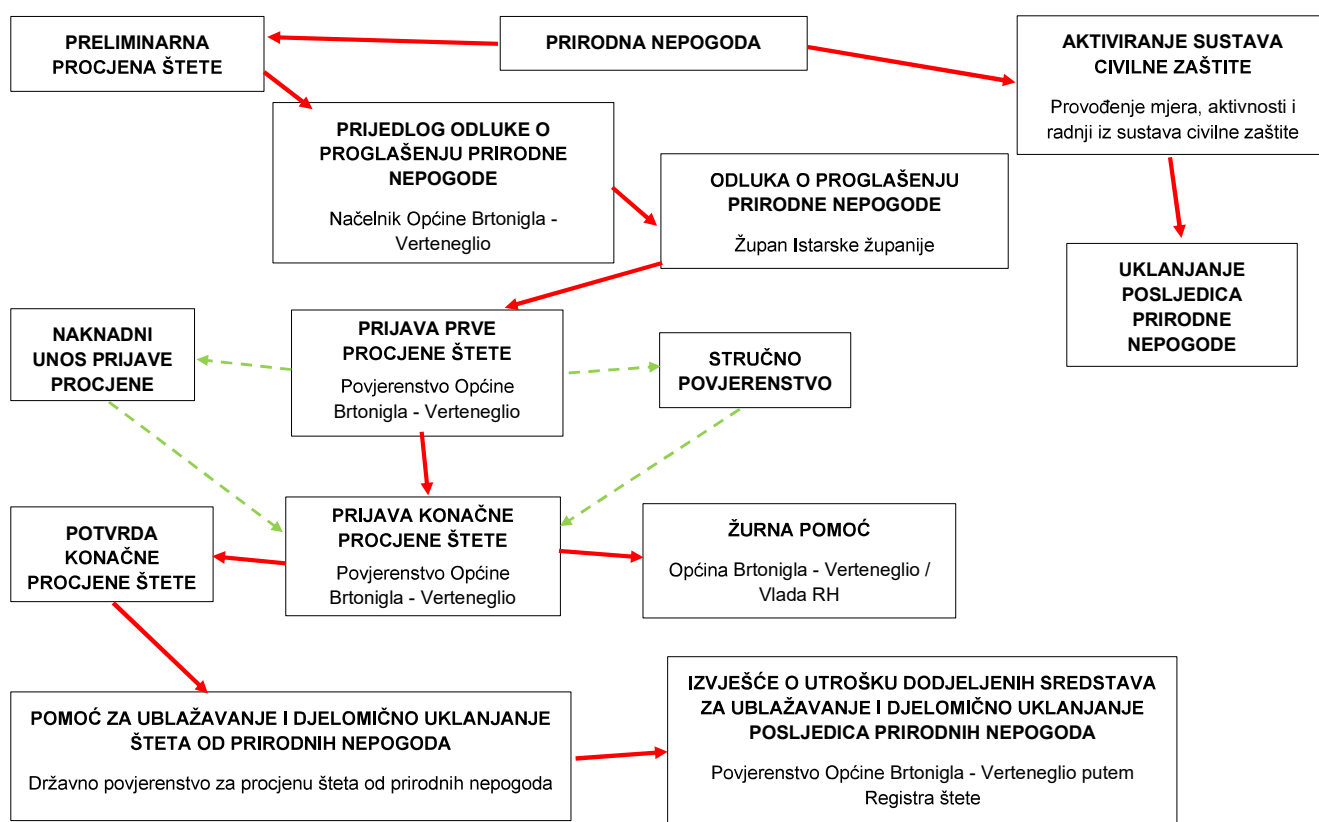 PRELIMINARNA
PROCJENA ŠTETE
PRIRODNA NEPOGODA
AKTIVIRANJE SUSTAVA
CIVILNE ZAŠTITE
Provođenje mjera, aktivnosti i
radnji iz sustava civilne zaštite
PRIJEDLOG ODLUKE O
PROGLAŠENJU PRIRODNE
NEPOGODE
Načelnik Općine Brtonigla -
Verteneglio
ODLUKA O PROGLAŠENJU
PRIRODNE NEPOGODE
Župan Istarske županije
UKLANJANJE
POSLJEDICA
PRIRODNE
NEPOGODE
NAKNADNI
UNOS PRIJAVE
PROCJENE
PRIJAVA PRVE
PROCJENE ŠTETE
Povjerenstvo Općine
Brtonigla - Verteneglio
STRUČNO
POVJERENSTVO
POTVRDA
KONAČNE
PROCJENE ŠTETE
PRIJAVA KONAČNE
PROCJENE ŠTETE
Povjerenstvo Općine
Brtonigla - Verteneglio
ŽURNA POMOĆ
Općina Brtonigla - Verteneglio /
Vlada RH
POMOĆ ZA UBLAŽAVANJE I DJELOMIČNO UKLANJANJE
ŠTETA OD PRIRODNIH NEPOGODA
Državno povjerenstvo za procjenu šteta od prirodnih nepogoda
IZVJEŠĆE O UTROŠKU DODJELJENIH SREDSTAVA
ZA UBLAŽAVANJE I DJELOMIČNO UKLANJANJE
POSLJEDICA PRIRODNIH NEPOGODA
Povjerenstvo Općine Brtonigla - Verteneglio putem
Registra štete